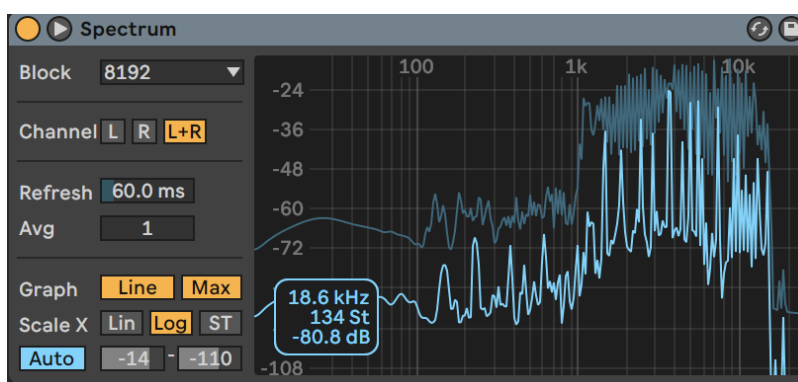 Spectrum
Block 8192
Channel L R L+R
Refresh 60.0 ms
Avg 1
Graph Line Max
Scale X Lin Log ST
Auto -14 - -110
100 1k 10k
-24
-36
-48
-60
-72
-108
18.6 kHz
134 St
-80.8 dB